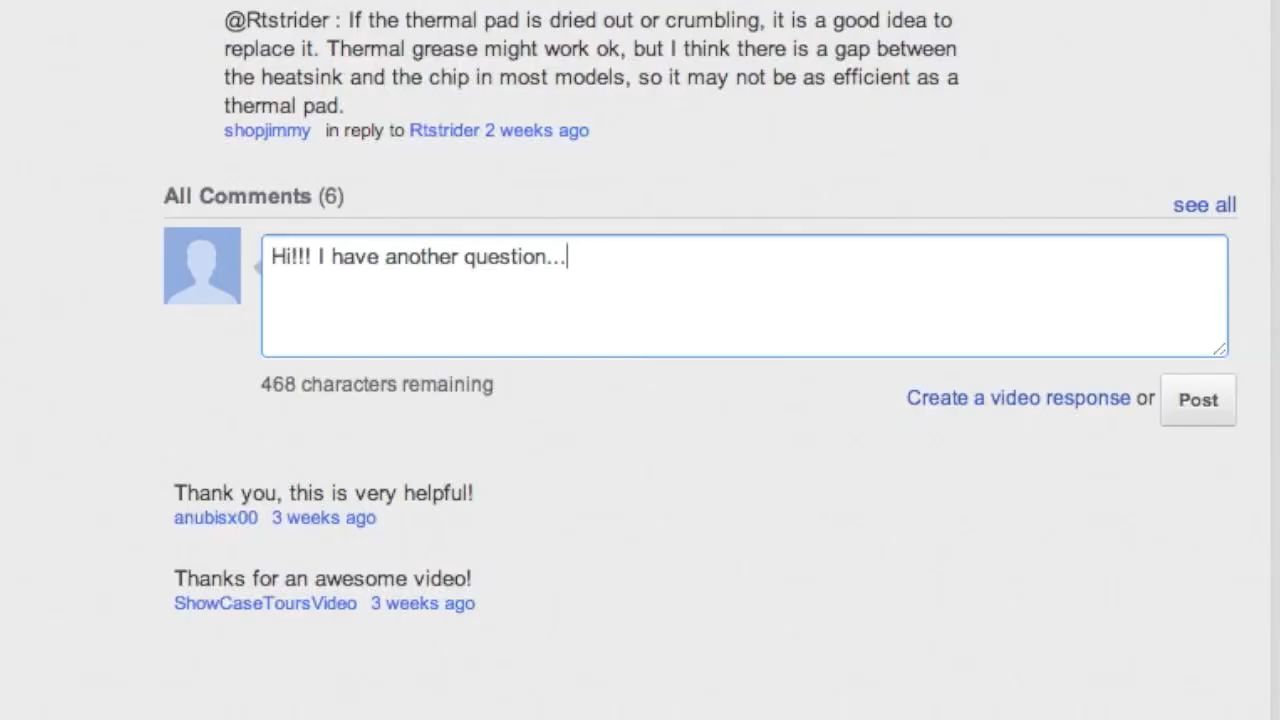 @Rtstrider : If the thermal pad is dried out or crumbling, it is a good idea to
replace it. Thermal grease might work ok, but I think there is a gap between
the heatsink and the chip in most models, so it may not be as efficient as a
thermal pad.
shopjimmy in reply to Rtstrider 2 weeks ago
All Comments (6)
see all
Hi!!! I have another question...
468 characters remaining
Create a video response or Post
Thank you, this is very helpful!
anubisx00 3 weeks ago
Thanks for an awesome video!
ShowCaseToursVideo 3 weeks ago